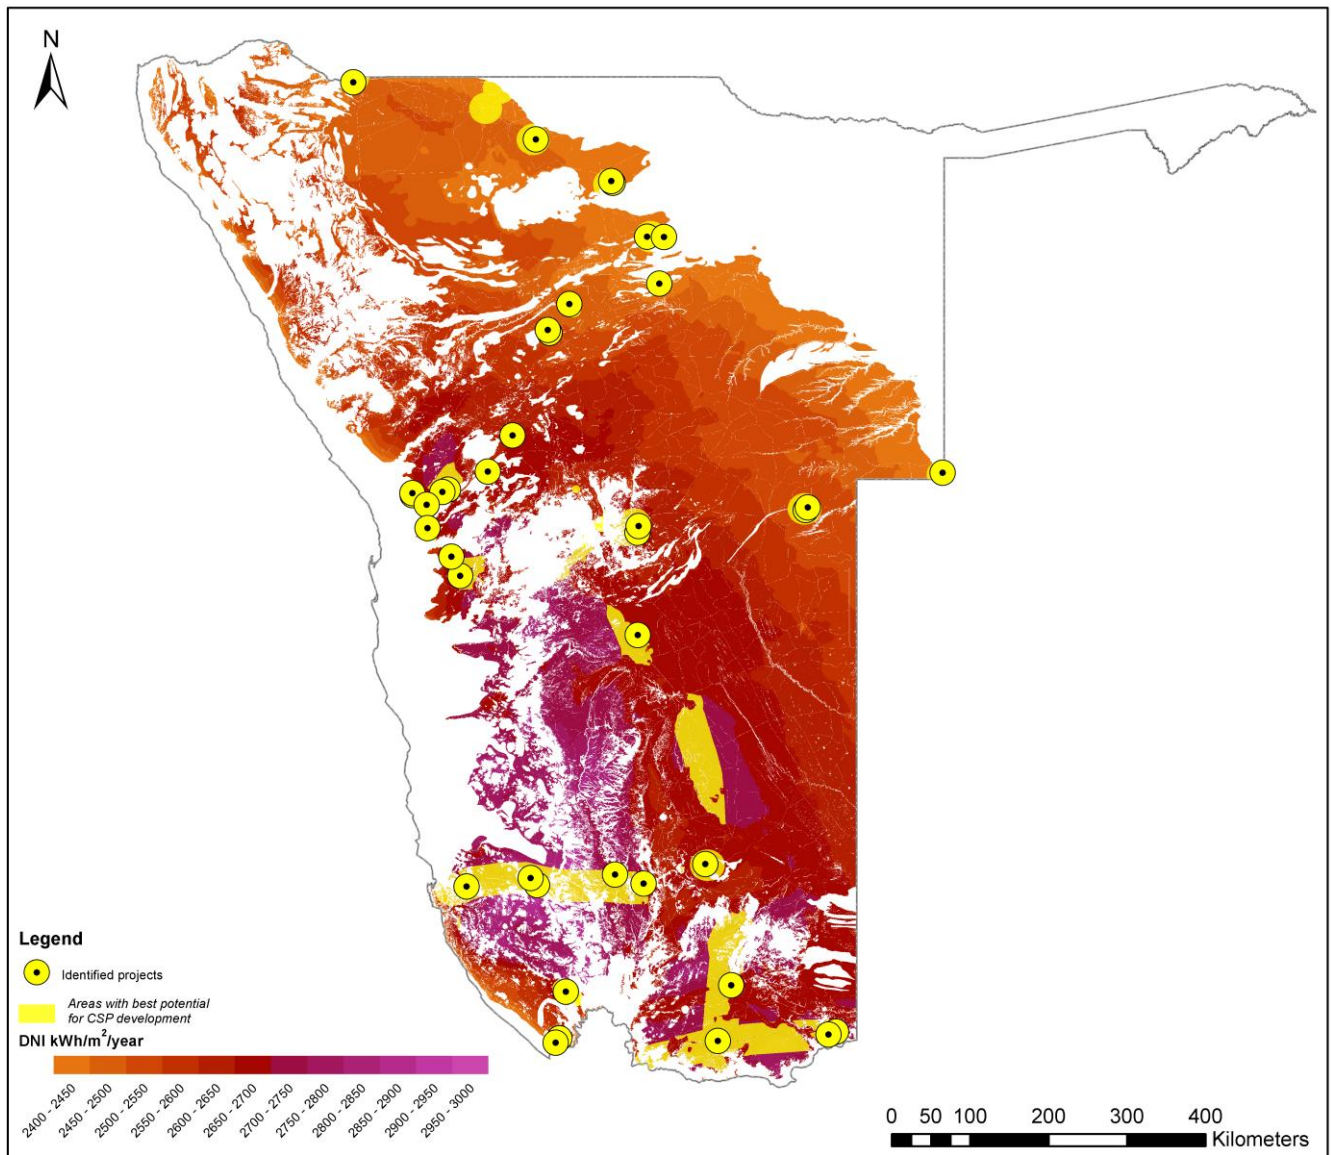 N
Legend
Identified projects
Areas with best potential
for CSP development
DNI kWh/m²/year
2400 - 2450
2450 - 2500
2500 - 2550
2550 - 2600
2600 - 2650
2650 - 2700
2700 - 2750
2750 - 2800
2800 - 2850
2850 - 2900
2900 - 2950
2950 - 3000
0 50 100 200 300 400
Kilometers